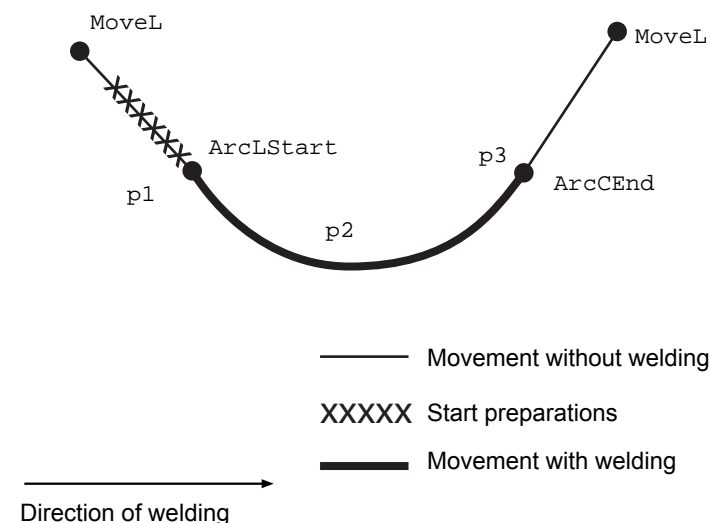 MoveL
MoveL
ArcLStart
p3
ArcCEnd
p1
p2
Movement without welding
XXXXX Start preparations
Movement with welding
Direction of welding